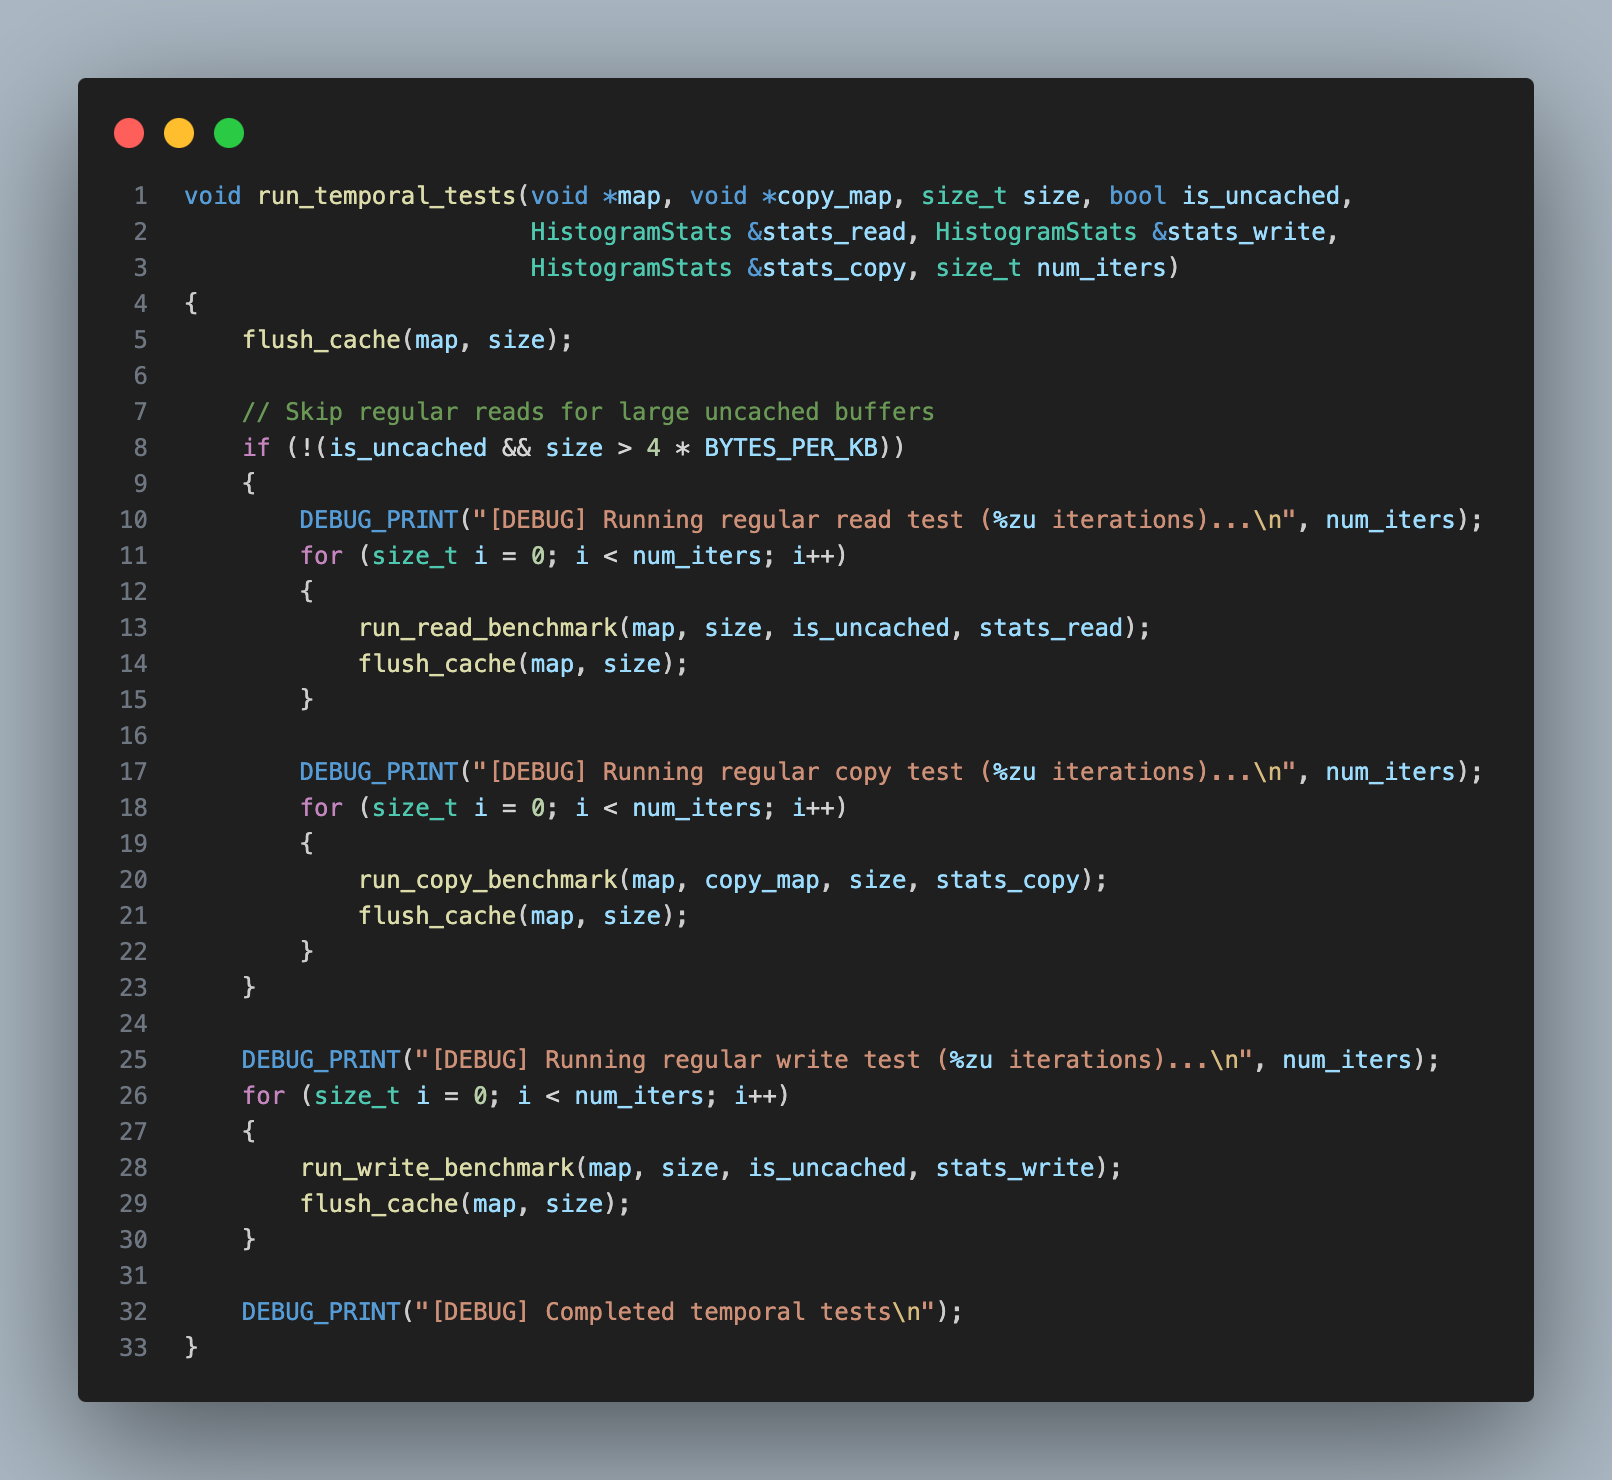 1 void run_temporal_tests(void *map, void *copy_map, size_t size, bool is_uncached,
2                         HistogramStats &stats_read, HistogramStats &stats_write,
3                         HistogramStats &stats_copy, size_t num_iters)
4 {
5     flush_cache(map, size);
6
7     // Skip regular reads for large uncached buffers
8     if (!(is_uncached && size > 4 * BYTES_PER_KB))
9     {
10         DEBUG_PRINT("[DEBUG] Running regular read test (%zu iterations)...\n", num_iters);
11         for (size_t i = 0; i < num_iters; i++)
12         {
13             run_read_benchmark(map, size, is_uncached, stats_read);
14             flush_cache(map, size);
15         }
16
17         DEBUG_PRINT("[DEBUG] Running regular copy test (%zu iterations)...\n", num_iters);
18         for (size_t i = 0; i < num_iters; i++)
19         {
20             run_copy_benchmark(map, copy_map, size, stats_copy);
21             flush_cache(map, size);
22         }
23     }
24
25     DEBUG_PRINT("[DEBUG] Running regular write test (%zu iterations)...\n", num_iters);
26     for (size_t i = 0; i < num_iters; i++)
27     {
28         run_write_benchmark(map, size, is_uncached, stats_write);
29         flush_cache(map, size);
30     }
31
32     DEBUG_PRINT("[DEBUG] Completed temporal tests\n");
33 }